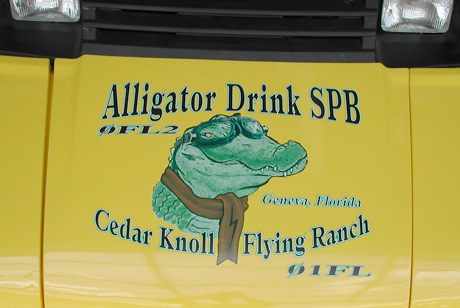 Alligator Drink SPB
ØFL2
Geneva, Florida
Cedar Knoll Flying Ranch
Ø1FL